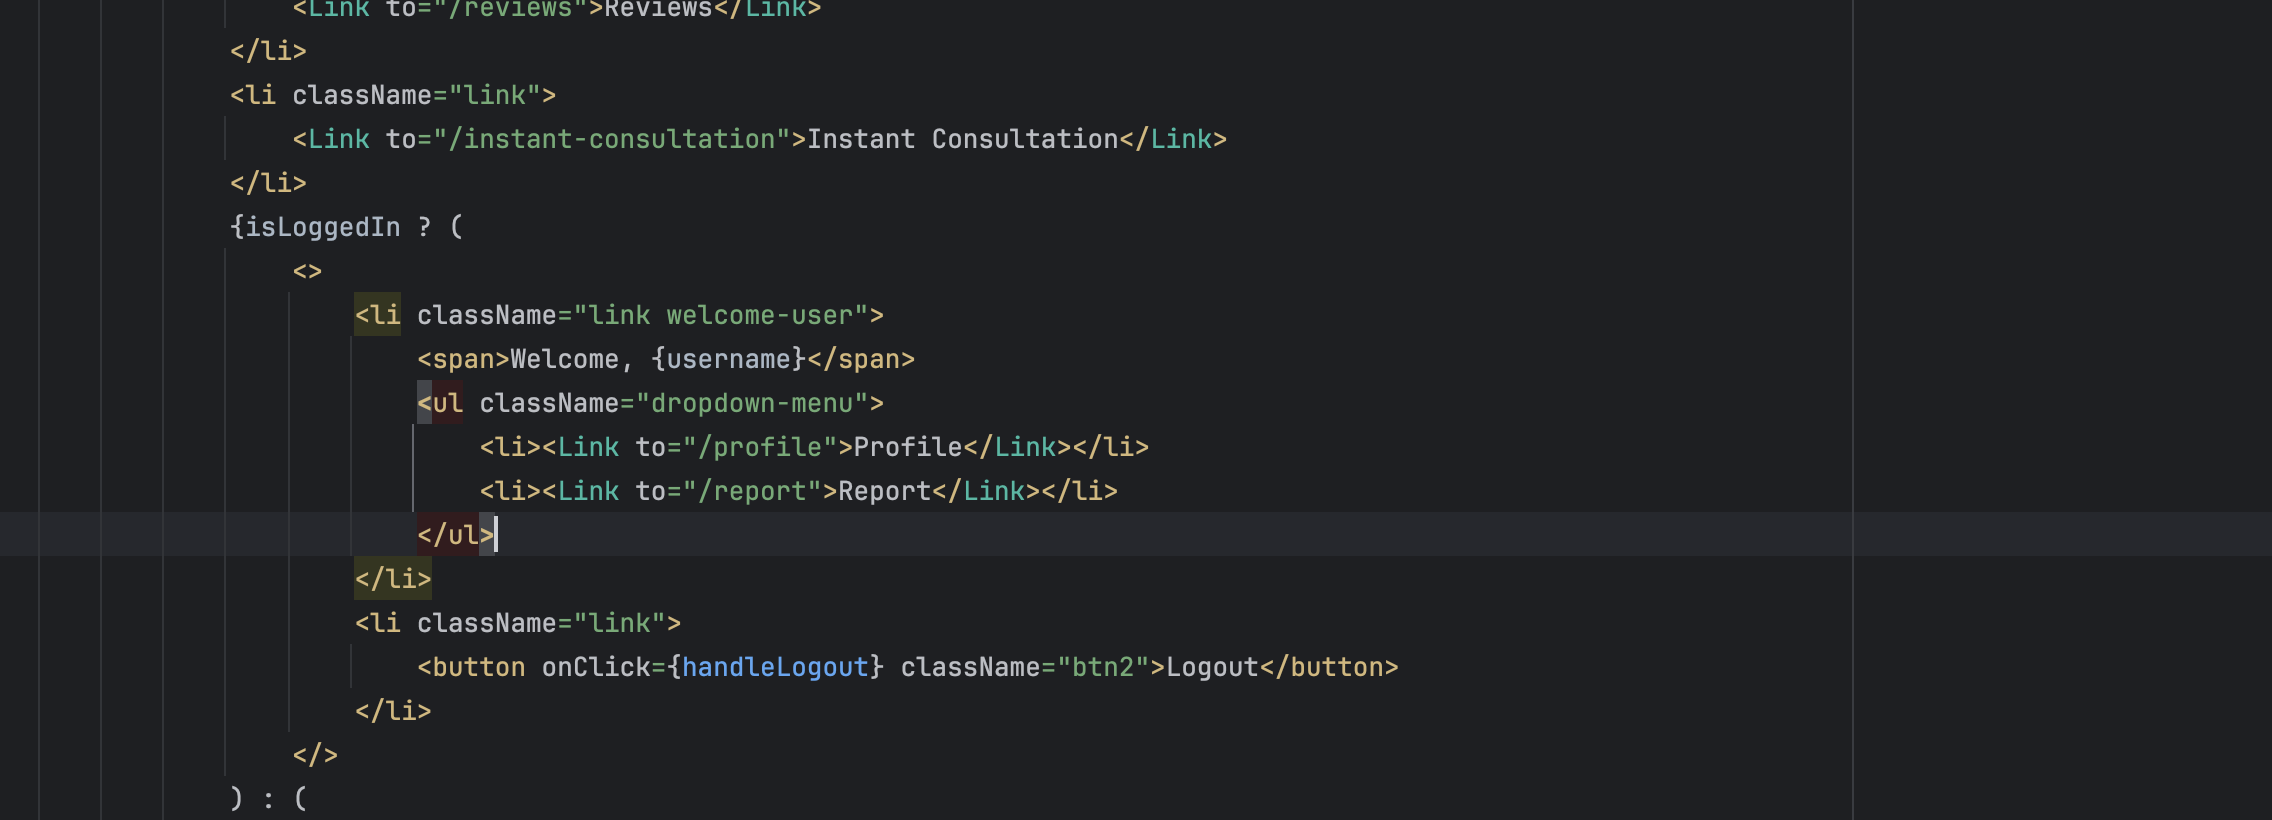 <Link to="/reviews">Reviews</Link>
</li>
<li className="link">
<Link to="/instant-consultation">Instant Consultation</Link>
</li>
{isLoggedIn ? (
<>
<li className="link welcome-user">
<span>Welcome, {username}</span>
<ul className="dropdown-menu">
<li><Link to="/profile">Profile</Link></li>
<li><Link to="/report">Report</Link></li>
</ul>
</li>
<li className="link">
<button onClick={handleLogout} className="btn2">Logout</button>
</li>
</>
) : (